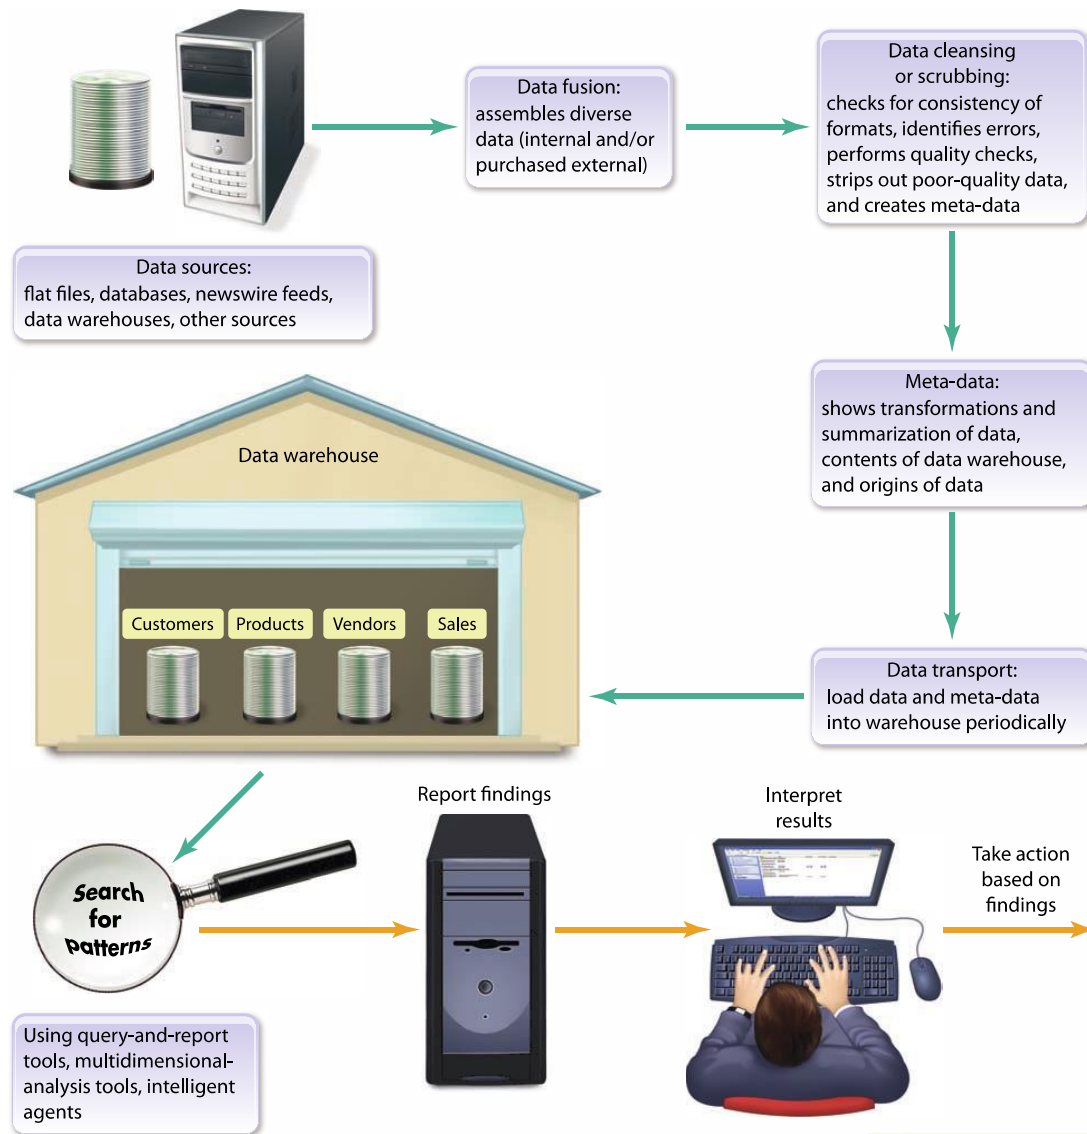 Data fusion:
assembles diverse
data (internal and/or
purchased external)
Data cleansing
or scrubbing:
checks for consistency of
formats, identifies errors,
performs quality checks,
strips out poor-quality data,
and creates meta-data
Data sources:
flat files, databases, newswire feeds,
data warehouses, other sources
Meta-data:
shows transformations and
summarization of data,
contents of data warehouse,
and origins of data
Data warehouse
Customers
Products
Vendors
Sales
Data transport:
load data and meta-data
into warehouse periodically
Search
for
patterns
Using query-and-report
tools, multidimensional-
analysis tools, intelligent
agents
Report findings
Interpret
results
Take action
based on
findings